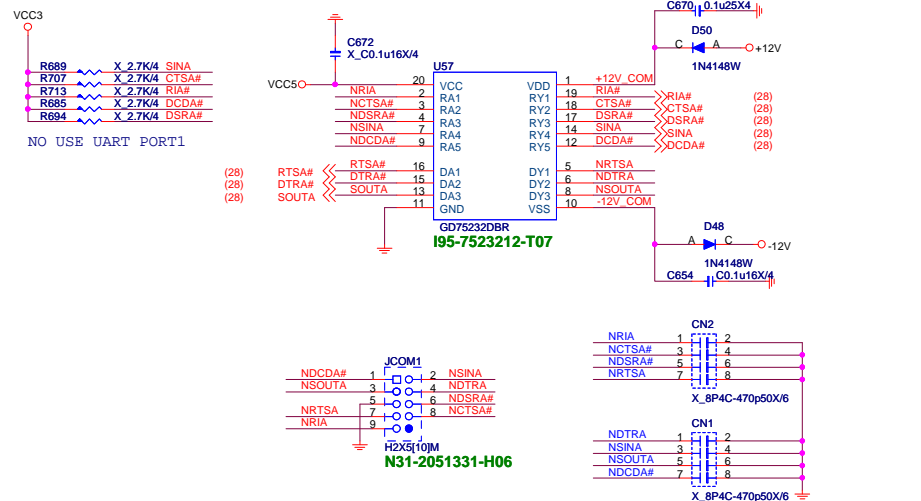 VCC3
R689 X_2.7K/4 SINA
R707 X_2.7K/4 CTSA#
R713 X_2.7K/4 RIA#
R685 X_2.7K/4 DCDA#
R694 X_2.7K/4 DSRA#
NO USE UART PORT1
C672
X_C0.1u16X/4
VCC5
C670 0.1u25X4
D50
C A +12V
1N4148W
U57
20 VCC VDD 1 +12V_COM
NRIA 2 RA1 RY1 19 RIA# RIA# (28)
NCTSA# 3 RA2 RY2 18 CTSA# CTSA# (28)
NDSRA# 4 RA3 RY3 17 DSRA# DSRA# (28)
NSINA 7 RA4 RY4 14 SINA SINA (28)
NDCDA# 9 RA5 RY5 12 DCDA# DCDA# (28)
(28) RTSA# RTSA# 16 DA1 DY1 5 NRTSA
(28) DTRA# DTRA# 15 DA2 DY2 6 NDTRA
(28) SOUTA SOUTA 13 DA3 DY3 8 NSOUTA
11 GND VSS 10 -12V_COM
GD75232DBR
I95-7523212-T07
D48
A C -12V
1N4148W
C654 C0.1u16X/4
JCOM1
NDCDA# 1 2 NSINA
NSOUTA 3 4 NDTRA
5 6 NDSRA#
NRTSA 7 8 NCTSA#
NRIA 9
H2X5[10]M
N31-2051331-H06
CN2
NRIA 1 2
NCTSA# 3 4
NDSRA# 5 6
NRTSA 7 8
X_8P4C-470p50X/6
CN1
NDTRA 1 2
NSINA 3 4
NSOUTA 5 6
NDCDA# 7 8
X_8P4C-470p50X/6